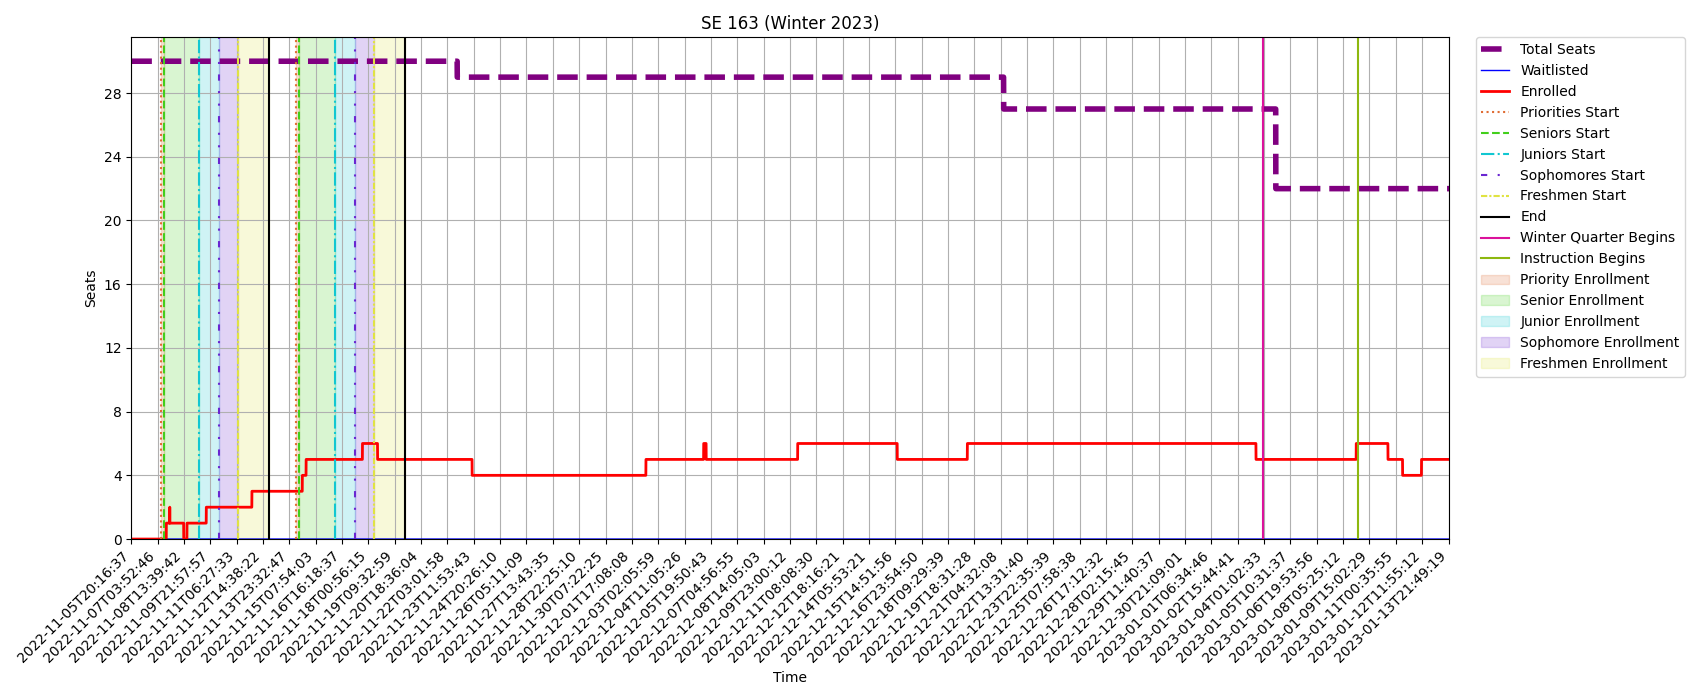 SE 163 (Winter 2023)
Seats
28
24
20
16
12
8
4
0
2022-11-05T20:16:37
2022-11-07T03:52:46
2022-11-08T13:39:42
2022-11-09T21:57:57
2022-11-11T06:27:33
2022-11-12T14:38:22
2022-11-13T23:32:47
2022-11-15T07:54:03
2022-11-16T16:18:37
2022-11-18T00:56:15
2022-11-19T09:32:59
2022-11-20T18:36:04
2022-11-22T03:01:58
2022-11-23T11:53:43
2022-11-24T20:26:10
2022-11-26T05:11:09
2022-11-27T13:43:35
2022-11-28T22:25:10
2022-11-30T07:22:25
2022-12-01T17:08:08
2022-12-03T02:05:59
2022-12-04T11:05:26
2022-12-05T19:50:43
2022-12-07T04:56:55
2022-12-08T14:05:03
2022-12-09T23:00:12
2022-12-11T08:08:30
2022-12-12T18:16:21
2022-12-14T05:53:21
2022-12-15T14:51:56
2022-12-16T23:54:50
2022-12-18T09:29:39
2022-12-19T18:31:28
2022-12-21T04:32:08
2022-12-22T13:31:40
2022-12-23T22:35:39
2022-12-25T07:58:38
2022-12-26T17:12:32
2022-12-28T02:15:45
2022-12-29T11:40:37
2022-12-30T21:09:01
2023-01-01T06:34:46
2023-01-02T15:44:41
2023-01-04T01:02:33
2023-01-05T10:31:37
2023-01-06T19:53:56
2023-01-08T05:25:12
2023-01-09T15:02:29
2023-01-11T00:35:55
2023-01-12T11:55:12
2023-01-13T21:49:19
Time
Total Seats
Waitlisted
Enrolled
Priorities Start
Seniors Start
Juniors Start
Sophomores Start
Freshmen Start
End
Winter Quarter Begins
Instruction Begins
Priority Enrollment
Senior Enrollment
Junior Enrollment
Sophomore Enrollment
Freshmen Enrollment